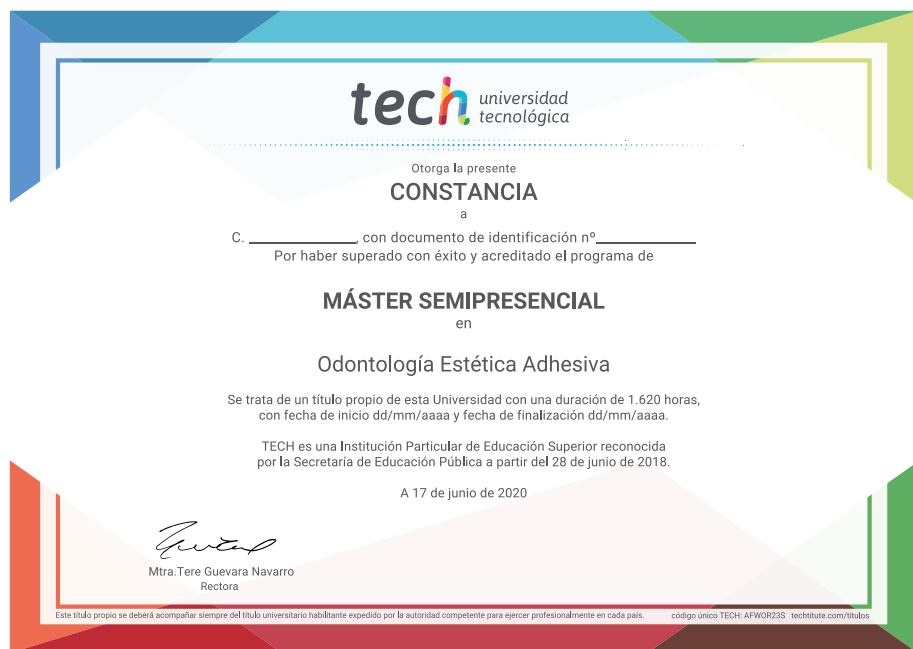 tech universidad
tecnológica
Otorga la presente
CONSTANCIA
a
C. ____________, con documento de identificación nº____________
Por haber superado con éxito y acreditado el programa de
MÁSTER SEMIPRESENCIAL
en
Odontología Estética Adhesiva
Se trata de un título propio de esta Universidad con una duración de 1.620 horas,
con fecha de inicio dd/mm/aaaa y fecha de finalización dd/mm/aaaa.
TECH es una Institución Particular de Educación Superior reconocida
por la Secretaría de Educación Pública a partir del 28 de junio de 2018.
A 17 de junio de 2020
Mtra.Tere Guevara Navarro
Rectora
Este título propio se deberá acompañar siempre del título universitario habilitante expedido por la autoridad competente para ejercer profesionalmente en cada país. código único TECH: AFWOR23S techtitute.com/titulos